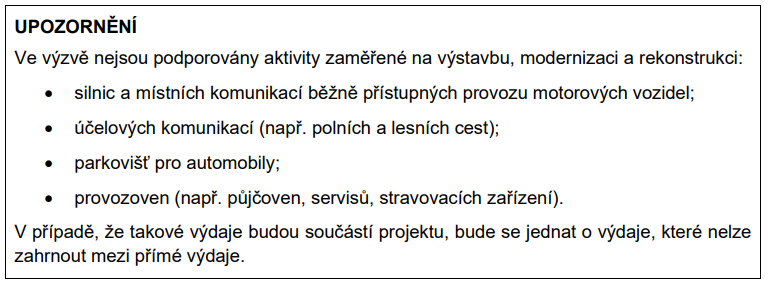 UPOZORNĚNÍ
Ve výzvě nejsou podporovány aktivity zaměřené na výstavbu, modernizaci a rekonstrukci:
• silnic a místních komunikací běžně přístupných provozu motorových vozidel;
• účelových komunikací (např. polních a lesních cest);
• parkovišť pro automobily;
• provozoven (např. půjčoven, servisů, stravovacích zařízení).
V případě, že takové výdaje budou součástí projektu, bude se jednat o výdaje, které nelze
zahrnout mezi přímé výdaje.